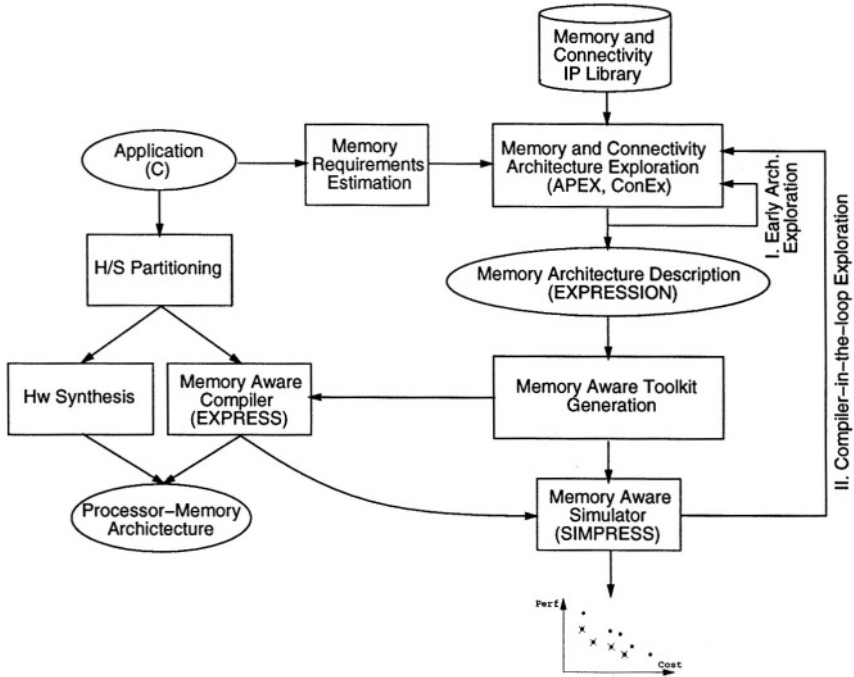 Memory and
Connectivity
IP Library
Application
(C)
Memory
Requirements
Estimation
Memory and Connectivity
Architecture Exploration
(APEX, ConEx)
I. Early Arch.
Exploration
II. Compiler-in-the-loop Exploration
H/S Partitioning
Memory Architecture Description
(EXPRESSION)
Hw Synthesis
Memory Aware
Compiler
(EXPRESS)
Memory Aware Toolkit
Generation
Processor-Memory
Archictecture
Memory Aware
Simulator
(SIMPRESS)
Perf
Cost